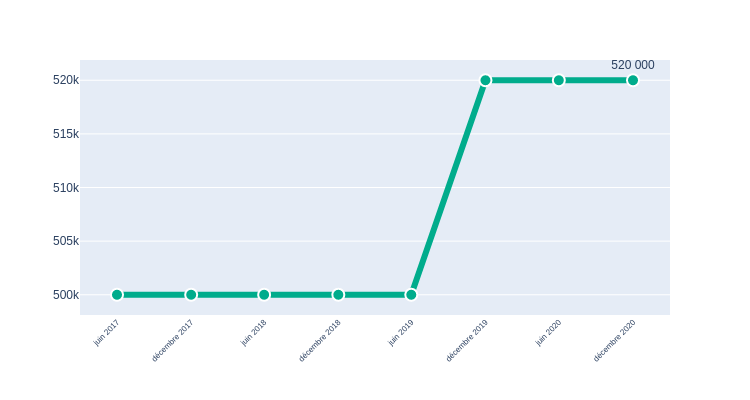 520 000
520k
515k
510k
505k
500k
juin 2017
décembre 2017
juin 2018
décembre 2018
juin 2019
décembre 2019
juin 2020
décembre 2020